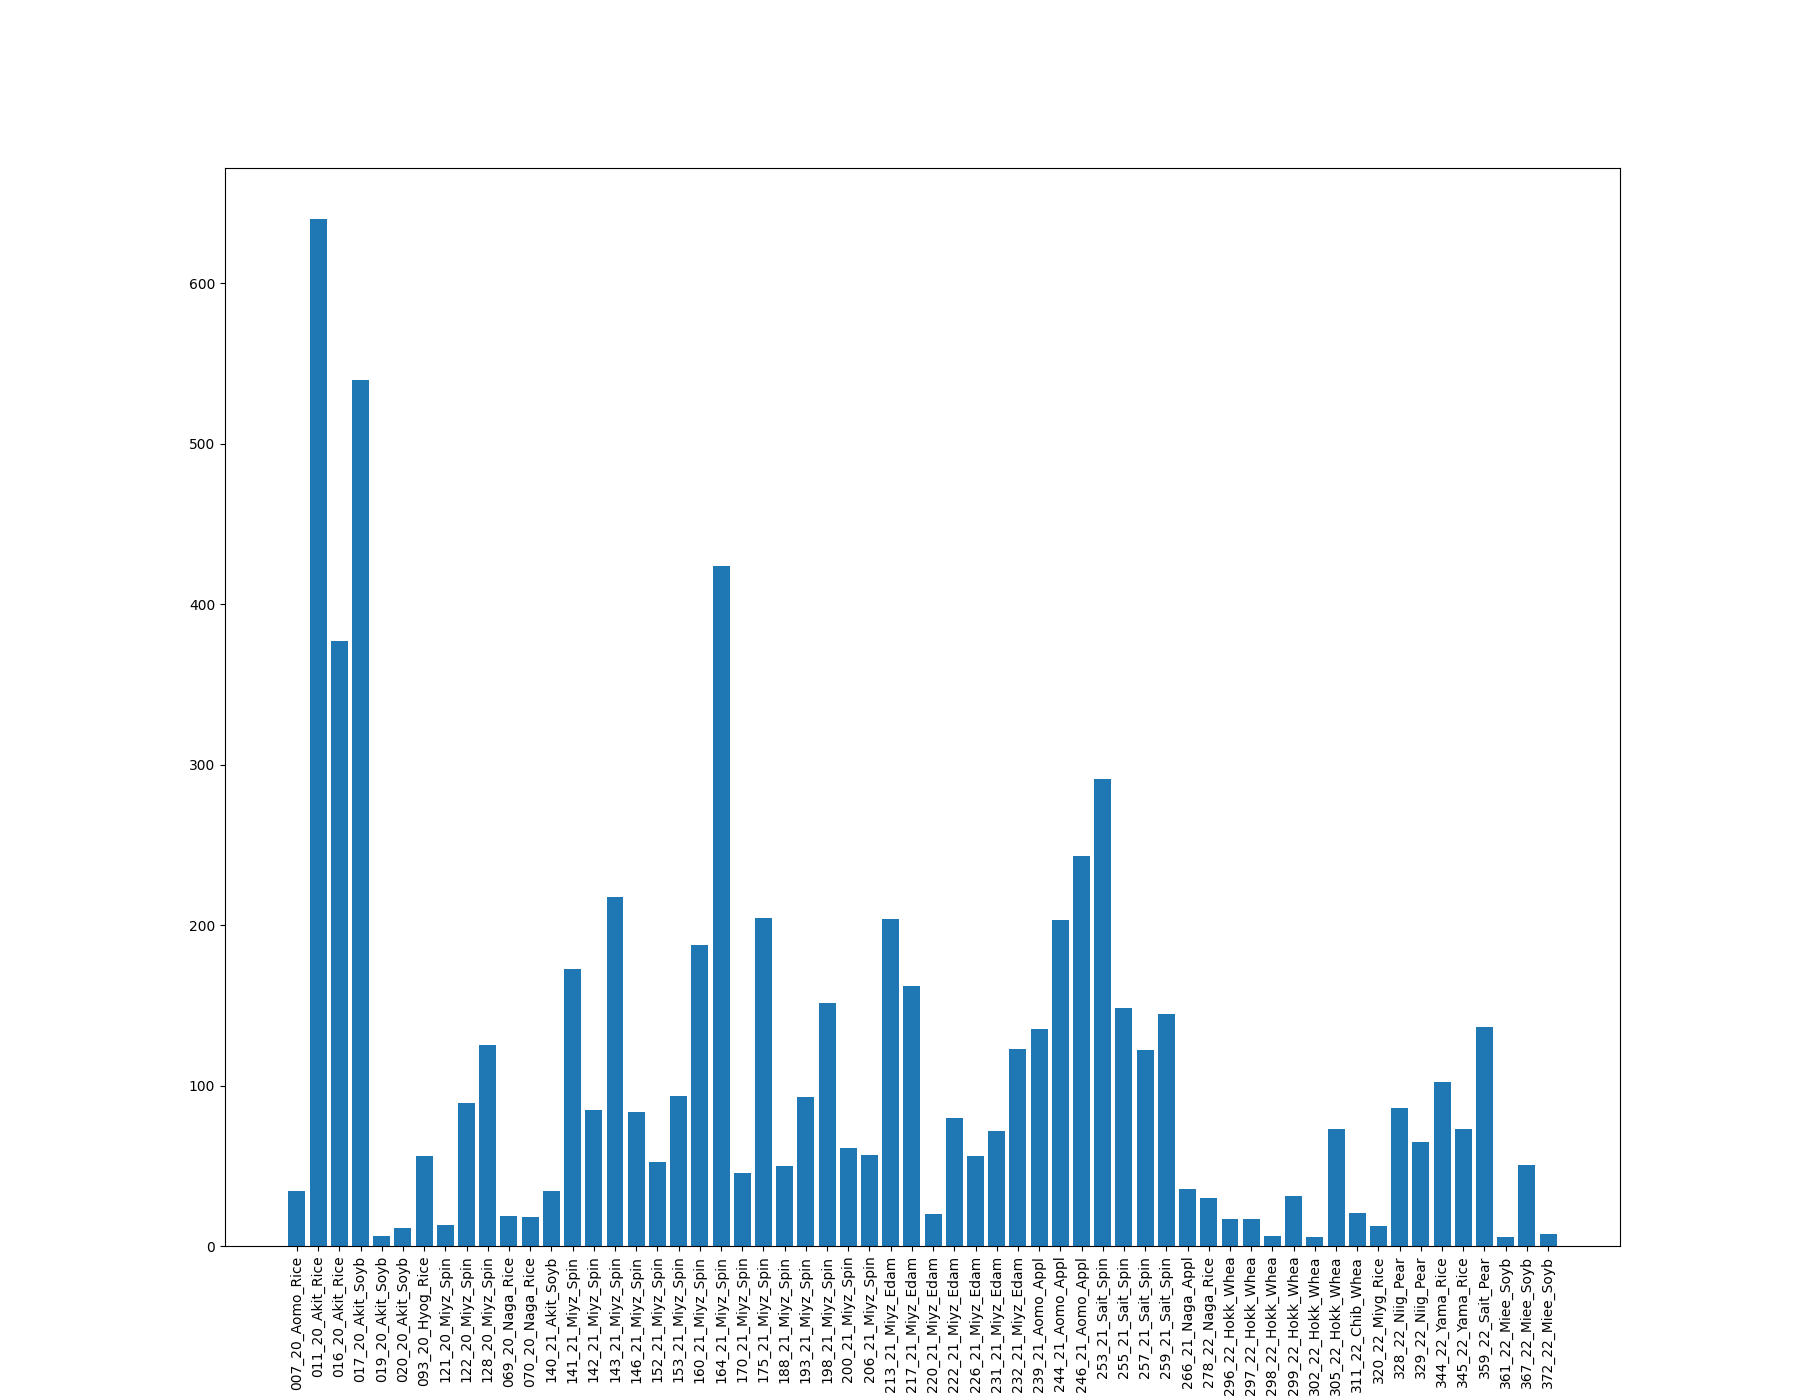 600
500
400
300
200
100
0
007_20_Aomo_Rice
011_20_Akit_Rice
016_20_Akit_Rice
017_20_Akit_Soyb
019_20_Akit_Soyb
020_20_Akit_Soyb
093_20_Hyog_Rice
121_20_Miyz_Spin
122_20_Miyz_Spin
128_20_Miyz_Spin
069_20_Naga_Rice
070_20_Naga_Rice
140_21_Akit_Soyb
141_21_Miyz_Spin
142_21_Miyz_Spin
143_21_Miyz_Spin
146_21_Miyz_Spin
152_21_Miyz_Spin
153_21_Miyz_Spin
160_21_Miyz_Spin
164_21_Miyz_Spin
170_21_Miyz_Spin
175_21_Miyz_Spin
188_21_Miyz_Spin
193_21_Miyz_Spin
198_21_Miyz_Spin
200_21_Miyz_Spin
206_21_Miyz_Spin
213_21_Miyz_Edam
217_21_Miyz_Edam
220_21_Miyz_Edam
222_21_Miyz_Edam
226_21_Miyz_Edam
231_21_Miyz_Edam
232_21_Miyz_Edam
239_21_Aomo_Appl
244_21_Aomo_Appl
246_21_Aomo_Appl
253_21_Sait_Spin
255_21_Sait_Spin
257_21_Sait_Spin
259_21_Sait_Spin
266_21_Naga_Appl
278_22_Naga_Rice
296_22_Hokk_Whea
297_22_Hokk_Whea
298_22_Hokk_Whea
299_22_Hokk_Whea
302_22_Hokk_Whea
305_22_Hokk_Whea
311_22_Chib_Whea
320_22_Miyg_Rice
328_22_Niig_Pear
329_22_Niig_Pear
344_22_Yama_Rice
345_22_Yama_Rice
359_22_Sait_Pear
361_22_Miee_Soyb
367_22_Miee_Soyb
372_22_Miee_Soyb